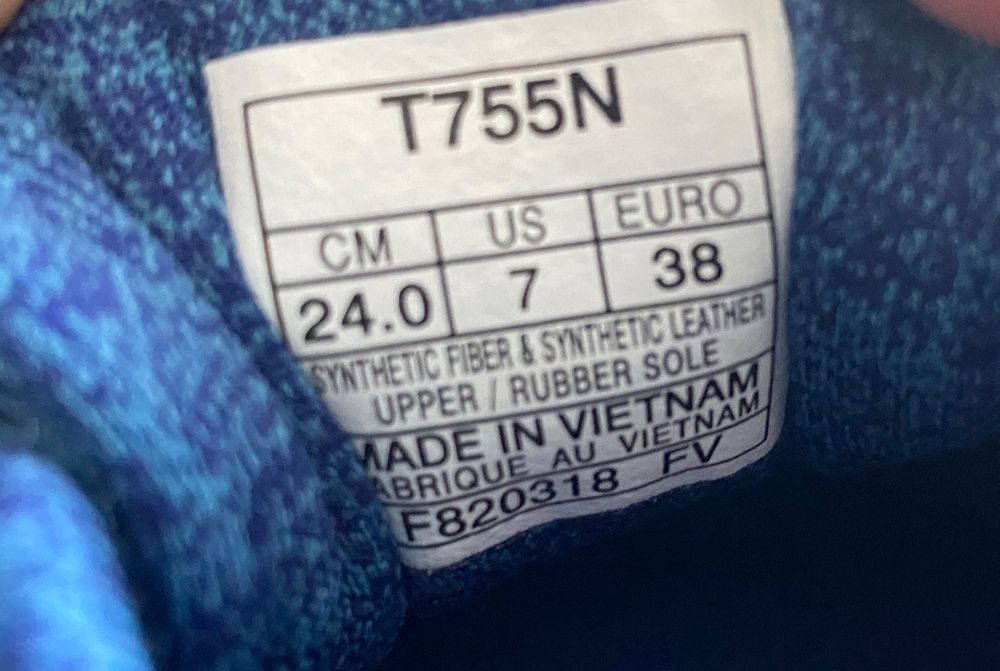 T755N
CM US EURO
24.0 7 38
SYNTHETIC FIBER & SYNTHETIC LEATHER
UPPER / RUBBER SOLE
MADE IN VIETNAM
ABRIQUE AU VIETNAM
F820318 FV